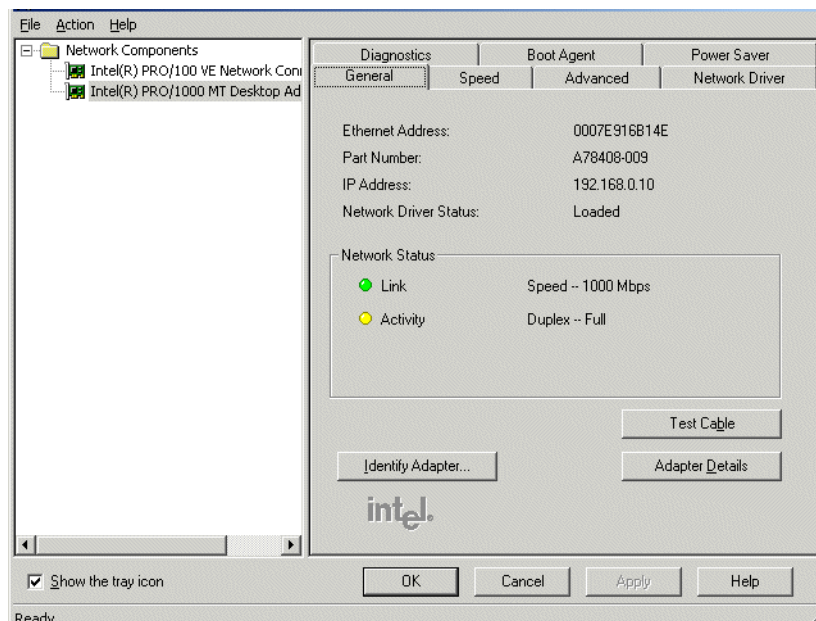 File Action Help
Network Components
Intel(R) PRO/100 VE Network Conn
Intel(R) PRO/1000 MT Desktop Ad
Diagnostics Boot Agent Power Saver
General Speed Advanced Network Driver
Ethernet Address: 0007E916B14E
Part Number: A78408-009
IP Address: 192.168.0.10
Network Driver Status: Loaded
Network Status
Link Speed -- 1000 Mbps
Activity Duplex -- Full
Test Cable
Identify Adapter... Adapter Details
intel.
Show the tray icon OK Cancel Apply Help
Ready